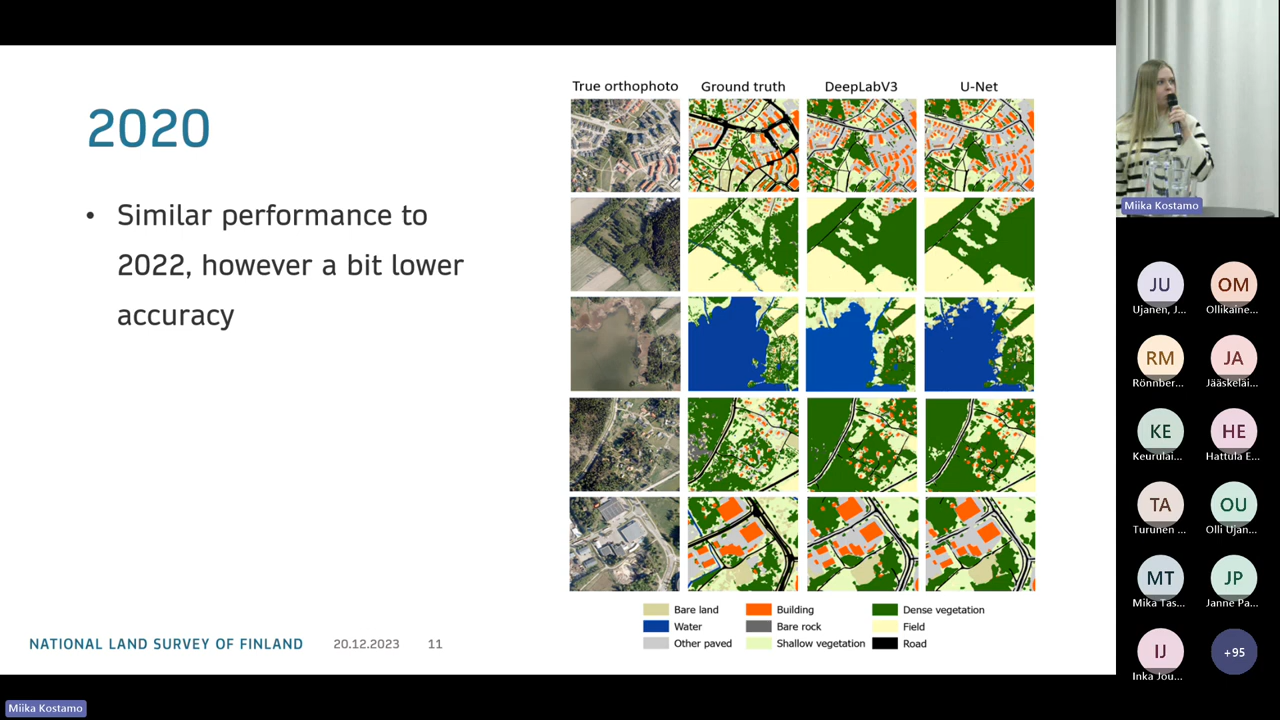 2020
• Similar performance to
2022, however a bit lower
accuracy
True orthophoto
Ground truth
DeepLabV3
U-Net
Bare land
Building
Dense vegetation
Water
Bare rock
Field
Other paved
Shallow vegetation
Road
NATIONAL LAND SURVEY OF FINLAND
20.12.2023
11
Miika Kostamo
Miika Kostamo
JU
OM
Ujanen, J...
Ollikaine...
RM
JA
Rönnber...
Jääskeläi...
KE
HE
Keurulai...
Hattula E...
TA
OU
Turunen ...
Olli Ujan...
MT
JP
Mika Tas...
Janne Pa...
IJ
+95
Inka Jou...